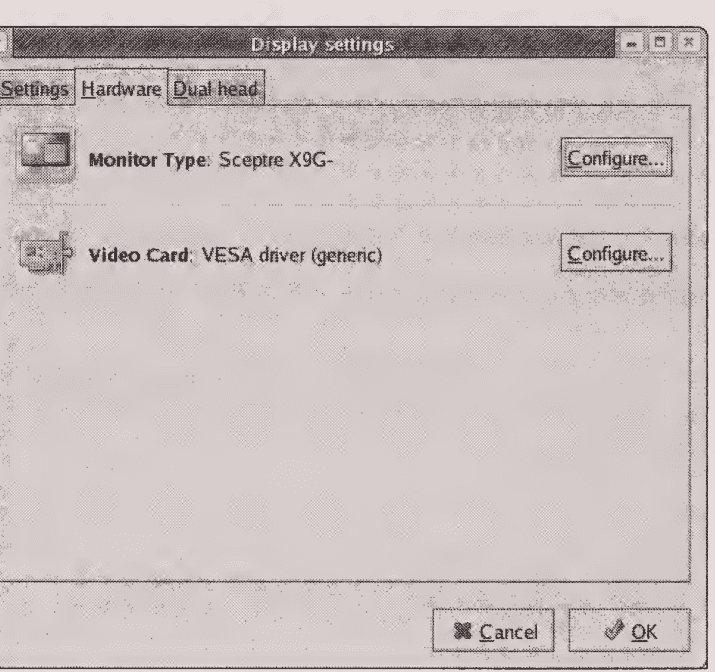 Display settings
Settings Hardware Dual head
Monitor Type: Sceptre X9G-
Configure...
Video Card: VESA driver (generic)
Configure...
Cancel OK